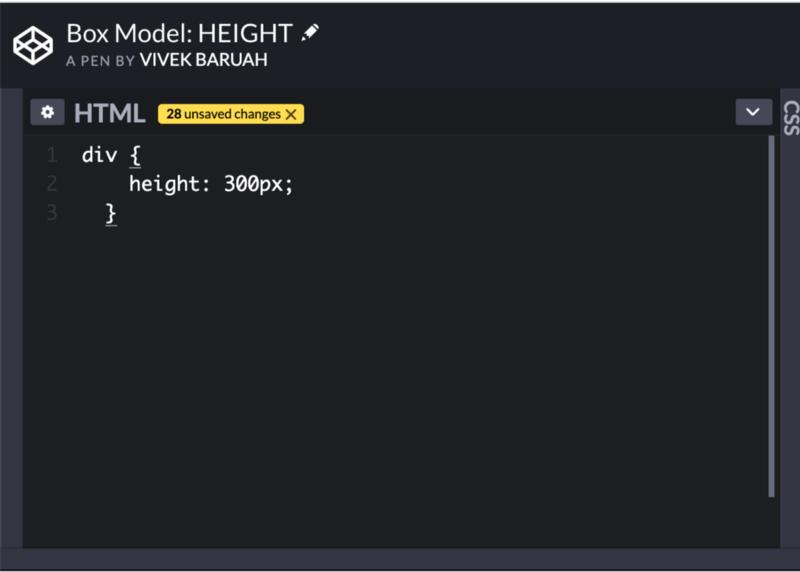 Box Model: HEIGHT
A PEN BY VIVEK BARUAH
HTML 28 unsaved changes X
CSS
1 div {
2 height: 300px;
3 }